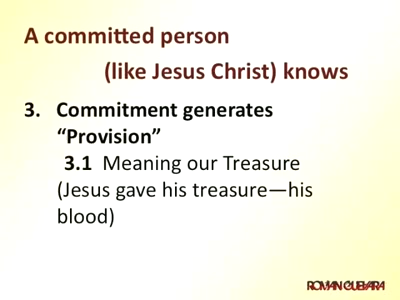 A committed person
(like Jesus Christ) knows
3. Commitment generates
“Provision”
3.1 Meaning our Treasure
(Jesus gave his treasure—his
blood)
ROMAN GUEVARA